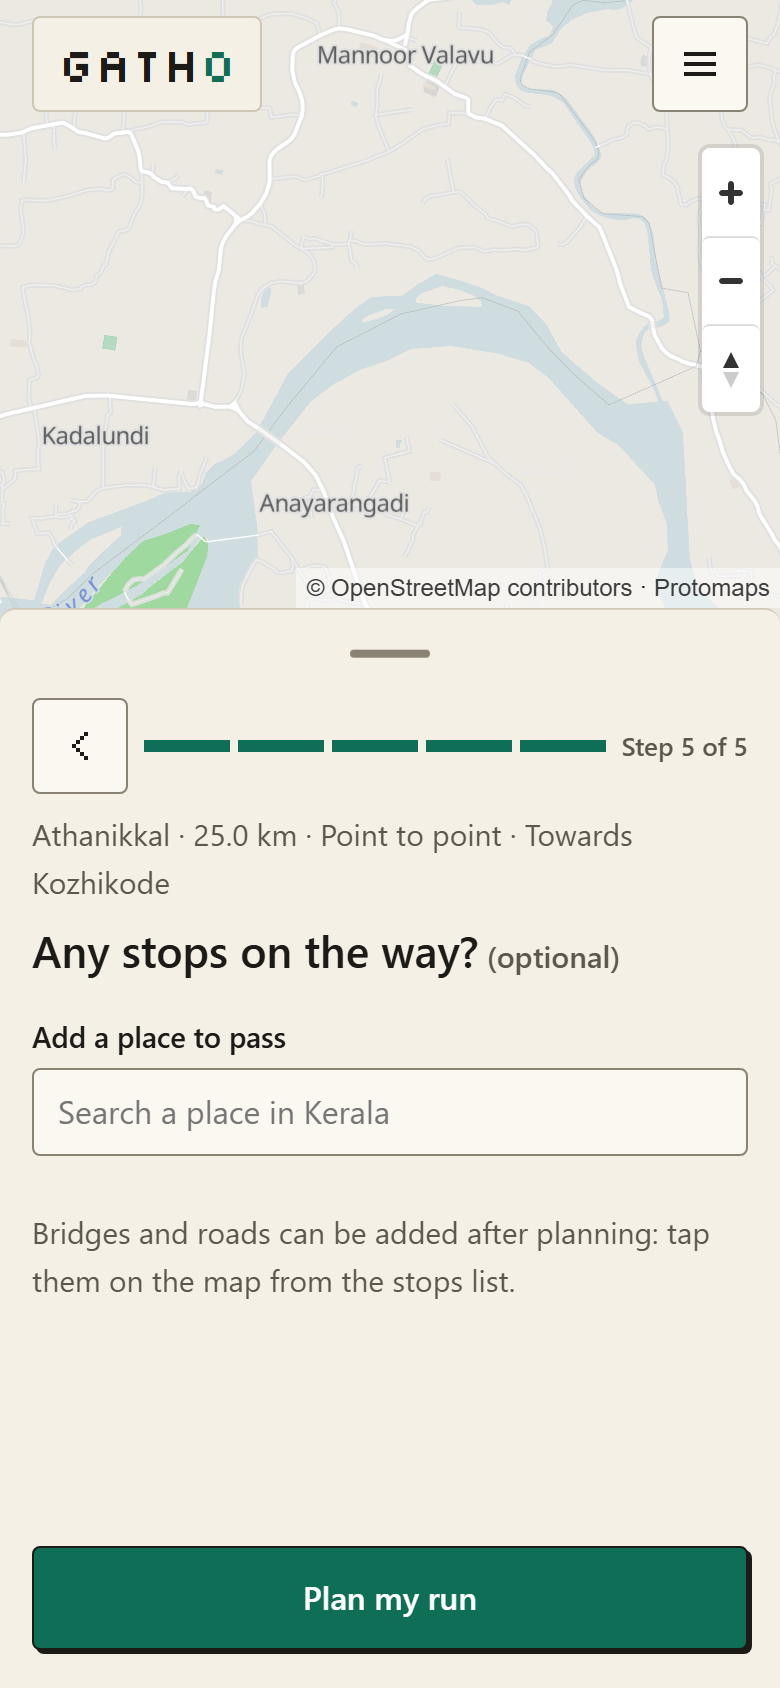 GATHO
Mannoor Valavu
Kadalundi
Anayarangadi
iver
© OpenStreetMap contributors · Protomaps
Step 5 of 5
Athanikkal · 25.0 km · Point to point · Towards
Kozhikode
Any stops on the way? (optional)
Add a place to pass
Search a place in Kerala
Bridges and roads can be added after planning: tap
them on the map from the stops list.
Plan my run